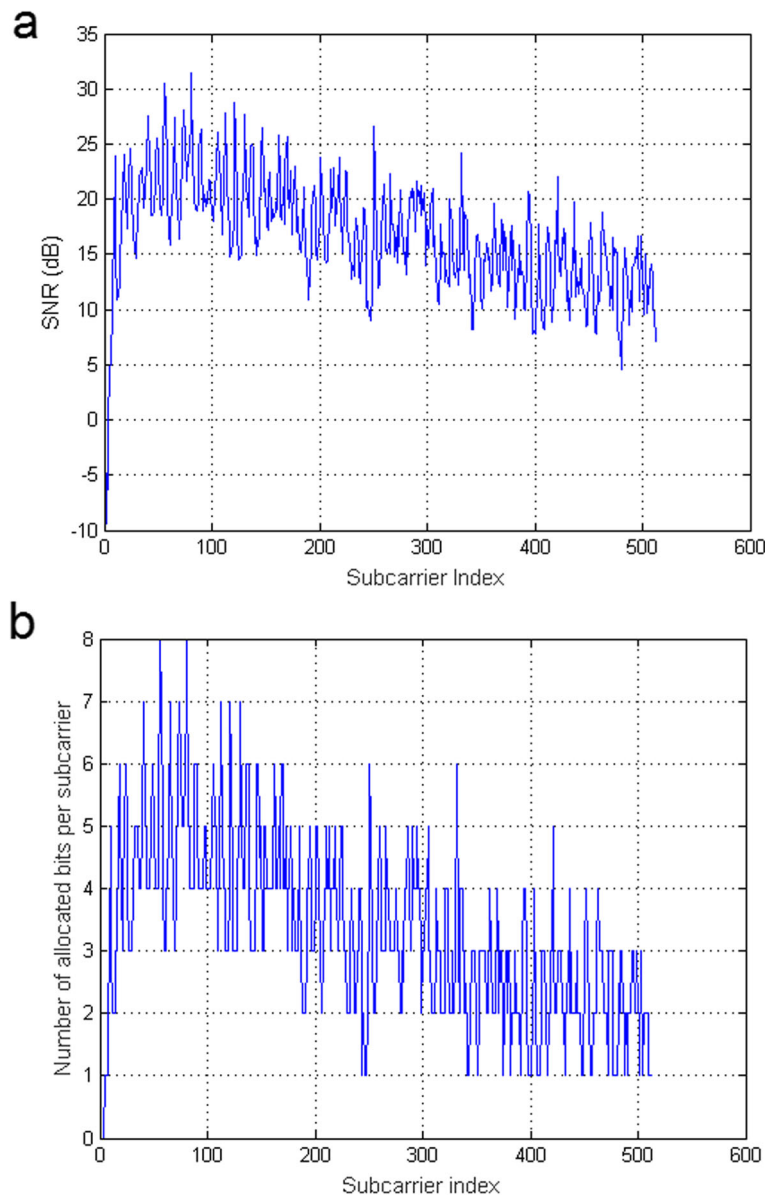 a
35
30
25
20
15
10
5
0
-5
-10
SNR (dB)
0 100 200 300 400 500 600
Subcarrier Index
b
8
7
6
5
4
3
2
1
0
Number of allocated bits per subcarrier
0 100 200 300 400 500 600
Subcarrier index